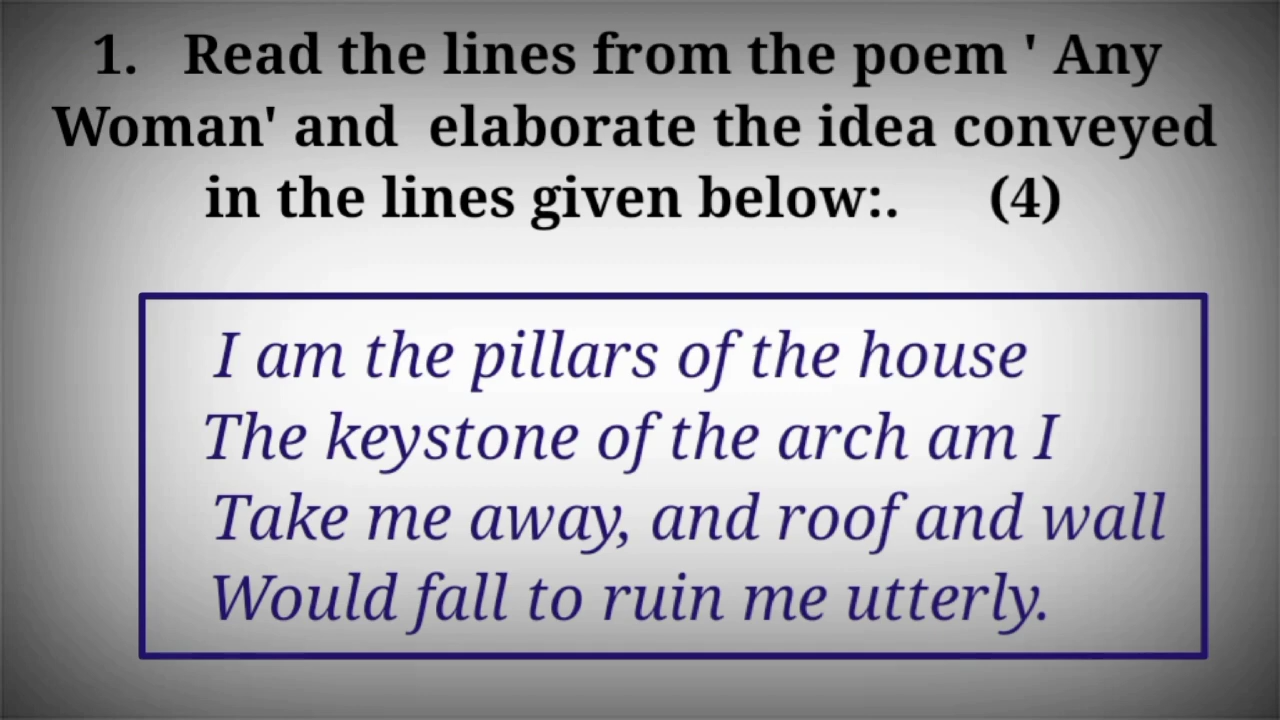 1. Read the lines from the poem ' Any
Woman' and elaborate the idea conveyed
in the lines given below:. (4)
I am the pillars of the house
The keystone of the arch am I
Take me away, and roof and wall
Would fall to ruin me utterly.